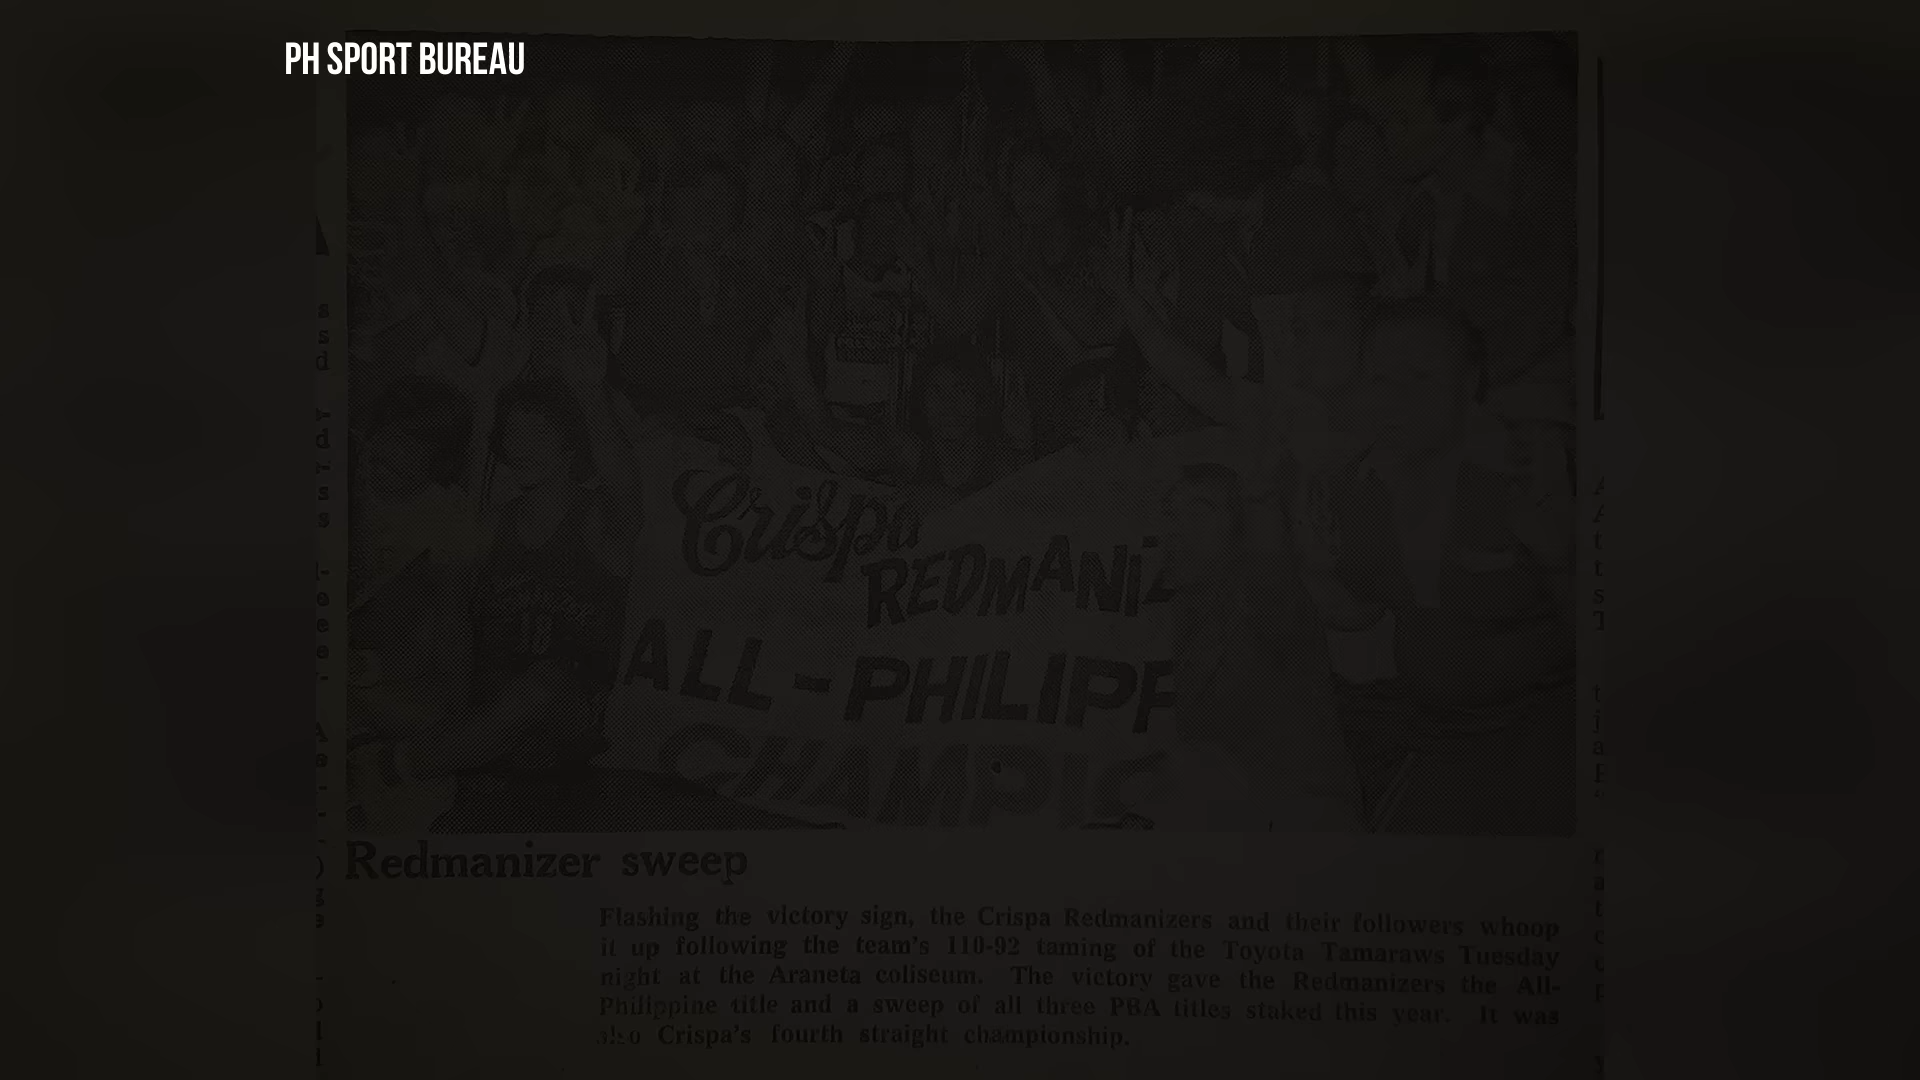 PH SPORT BUREAU
Crispa
REDMANIZ
ALL-PHILIPP
CHAMPIO
Redmanizer sweep
Flashing the victory sign, the Crispa Redmanizers and their followers whoop
it up following the team's 110-92 taming of the Toyota Tamaraws Tuesday
night at the Araneta coliseum. The victory gave the Redmanizers the All-
Philippine title and a sweep of all three PBA titles staked this year. It was
also Crispa's fourth straight championship.